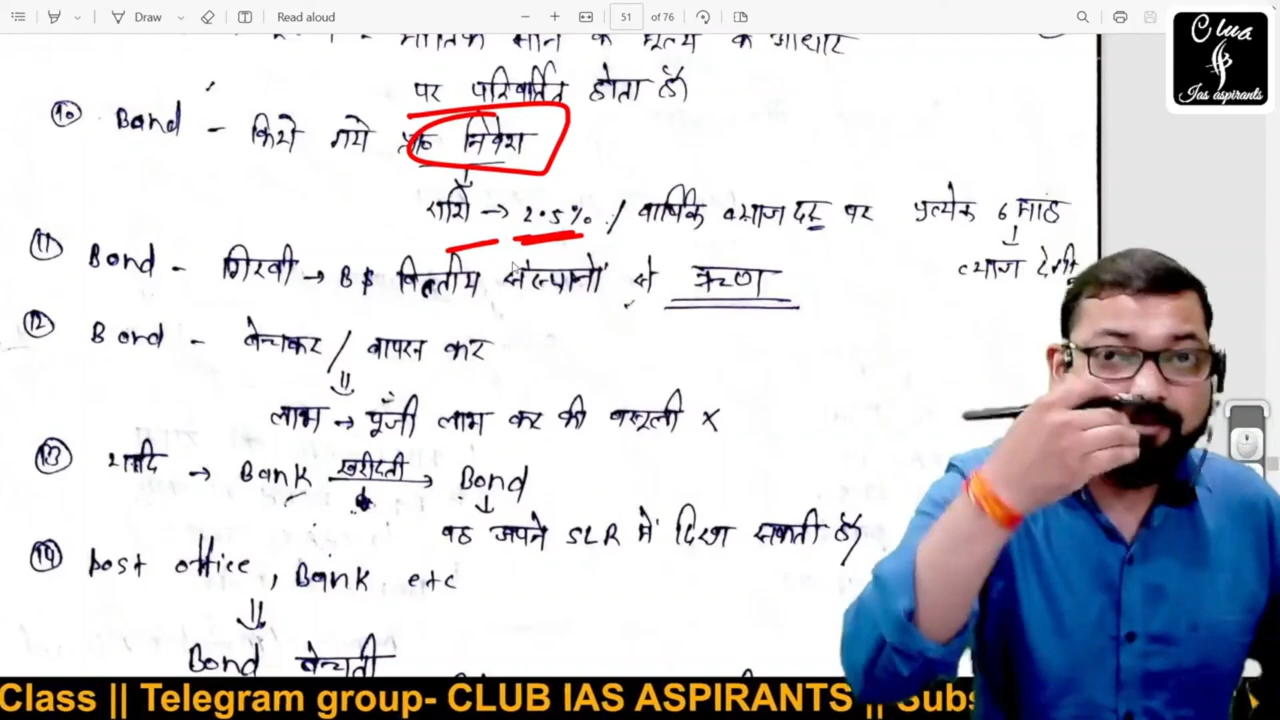 Draw
Read aloud
51 of 76
Club
Ias aspirants
पर परिवर्तित होता है।
⑩ Bond - किये गये निवेश
राशि → 2.5% / वार्षिक ब्याज दर पर प्रत्येक 6 माह
↓
ब्याज देगी
⑪ Bond - गिरवी → वित्तीय संस्थानों से ऋण
⑫ Bond - बेचकर / वापस कर
⇓
लाभ → पूँजी लाभ कर की वसूली ×
⑬ यदि → Bank खरीदती → Bond
↓
वह अपने SLR में दिखा सकती है।
⑭ post office, Bank etc
⇓
Bond बेचती
Class || Telegram group- CLUB IAS ASPIRANTS || Subs